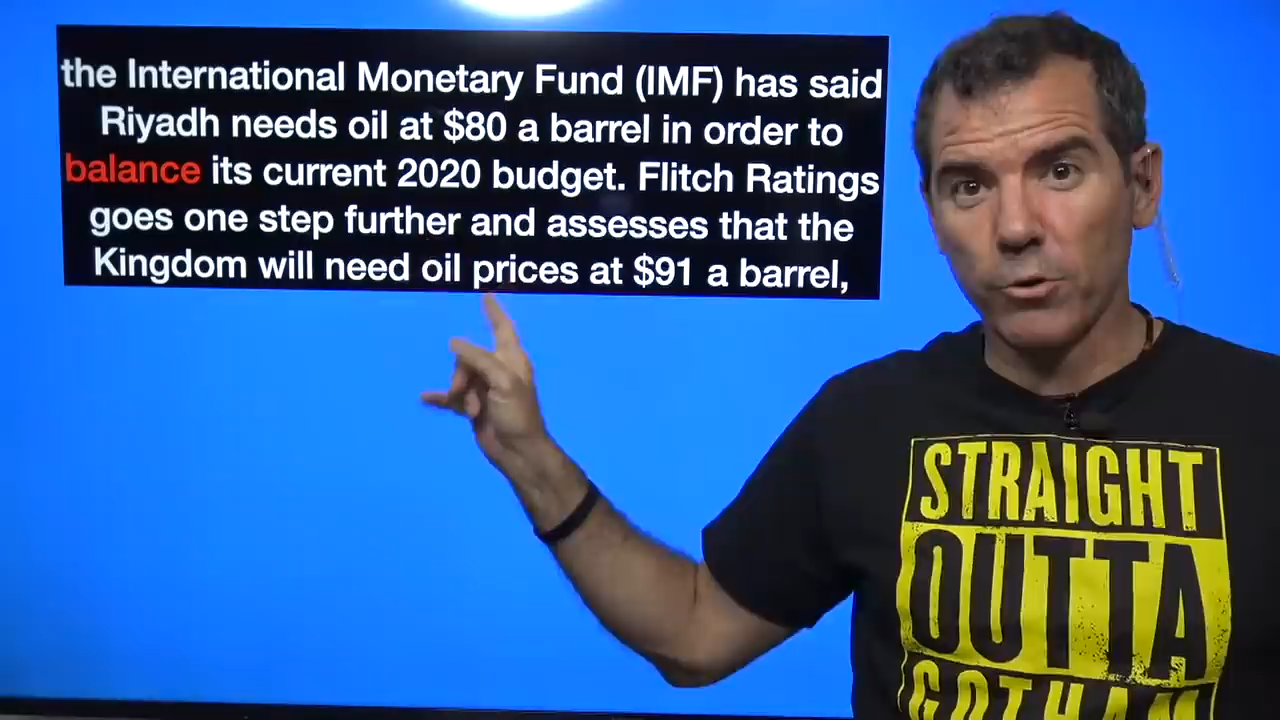 the International Monetary Fund (IMF) has said
Riyadh needs oil at $80 a barrel in order to
balance its current 2020 budget. Flitch Ratings
goes one step further and assesses that the
Kingdom will need oil prices at $91 a barrel,
STRAIGHT
OUTTA
GOTHAM